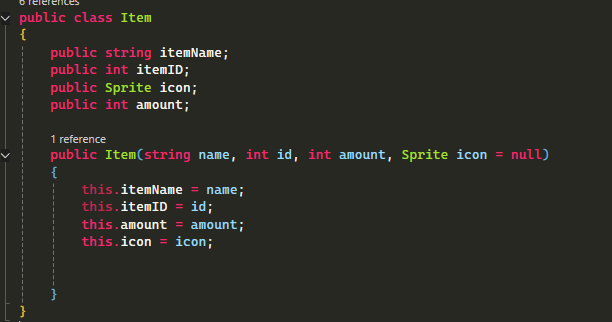 6 references
public class Item
{
public string itemName;
public int itemID;
public Sprite icon;
public int amount;
1 reference
public Item(string name, int id, int amount, Sprite icon = null)
{
this.itemName = name;
this.itemID = id;
this.amount = amount;
this.icon = icon;
}
}